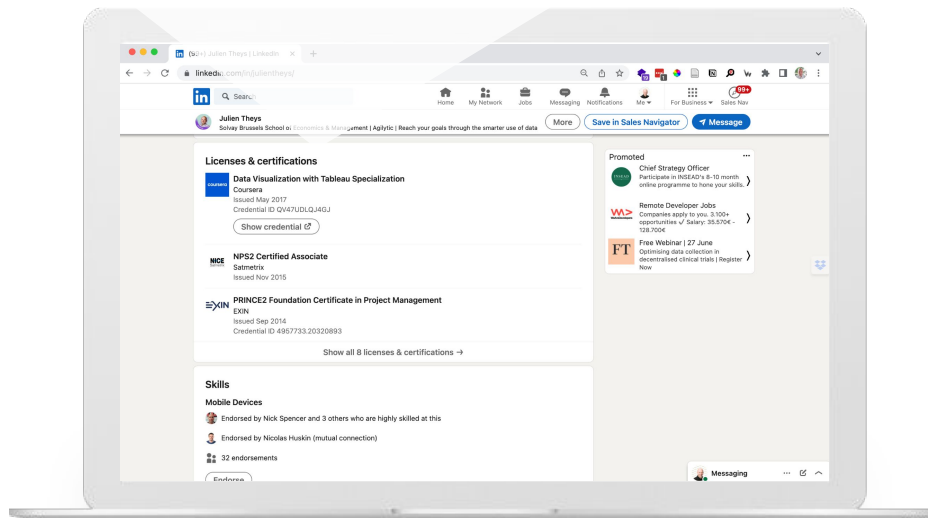 (50+) Julien Theys | LinkedIn
linkedin.com/in/julientheys/
in
Search
Home
My Network
Jobs
Messaging
Notifications
Me
For Business
Sales Nav
99+
Julien Theys
Solvay Brussels School of Economics & Management | Agilytic | Reach your goals through the smarter use of data
More
Save in Sales Navigator
Message
Licenses & certifications
coursera
Data Visualization with Tableau Specialization
Coursera
Issued May 2017
Credential ID QV47UDLQJ4GJ
Show credential
NICE
NPS2 Certified Associate
Satmetrix
Issued Nov 2015
EXIN
PRINCE2 Foundation Certificate in Project Management
EXIN
Issued Sep 2014
Credential ID 4957733.20320893
Show all 8 licenses & certifications →
Skills
Mobile Devices
Endorsed by Nick Spencer and 3 others who are highly skilled at this
Endorsed by Nicolas Huskin (mutual connection)
32 endorsements
Endorse
Promoted
INSEAD
Chief Strategy Officer
Participate in INSEAD's 8-10 month
online programme to hone your skills.
Remote Developer Jobs
Companies apply to you. 3.100+
opportunities ✓ Salary: 35.570€ -
128.700€
FT
Free Webinar | 27 June
Optimising data collection in
decentralised clinical trials | Register
Now
Messaging